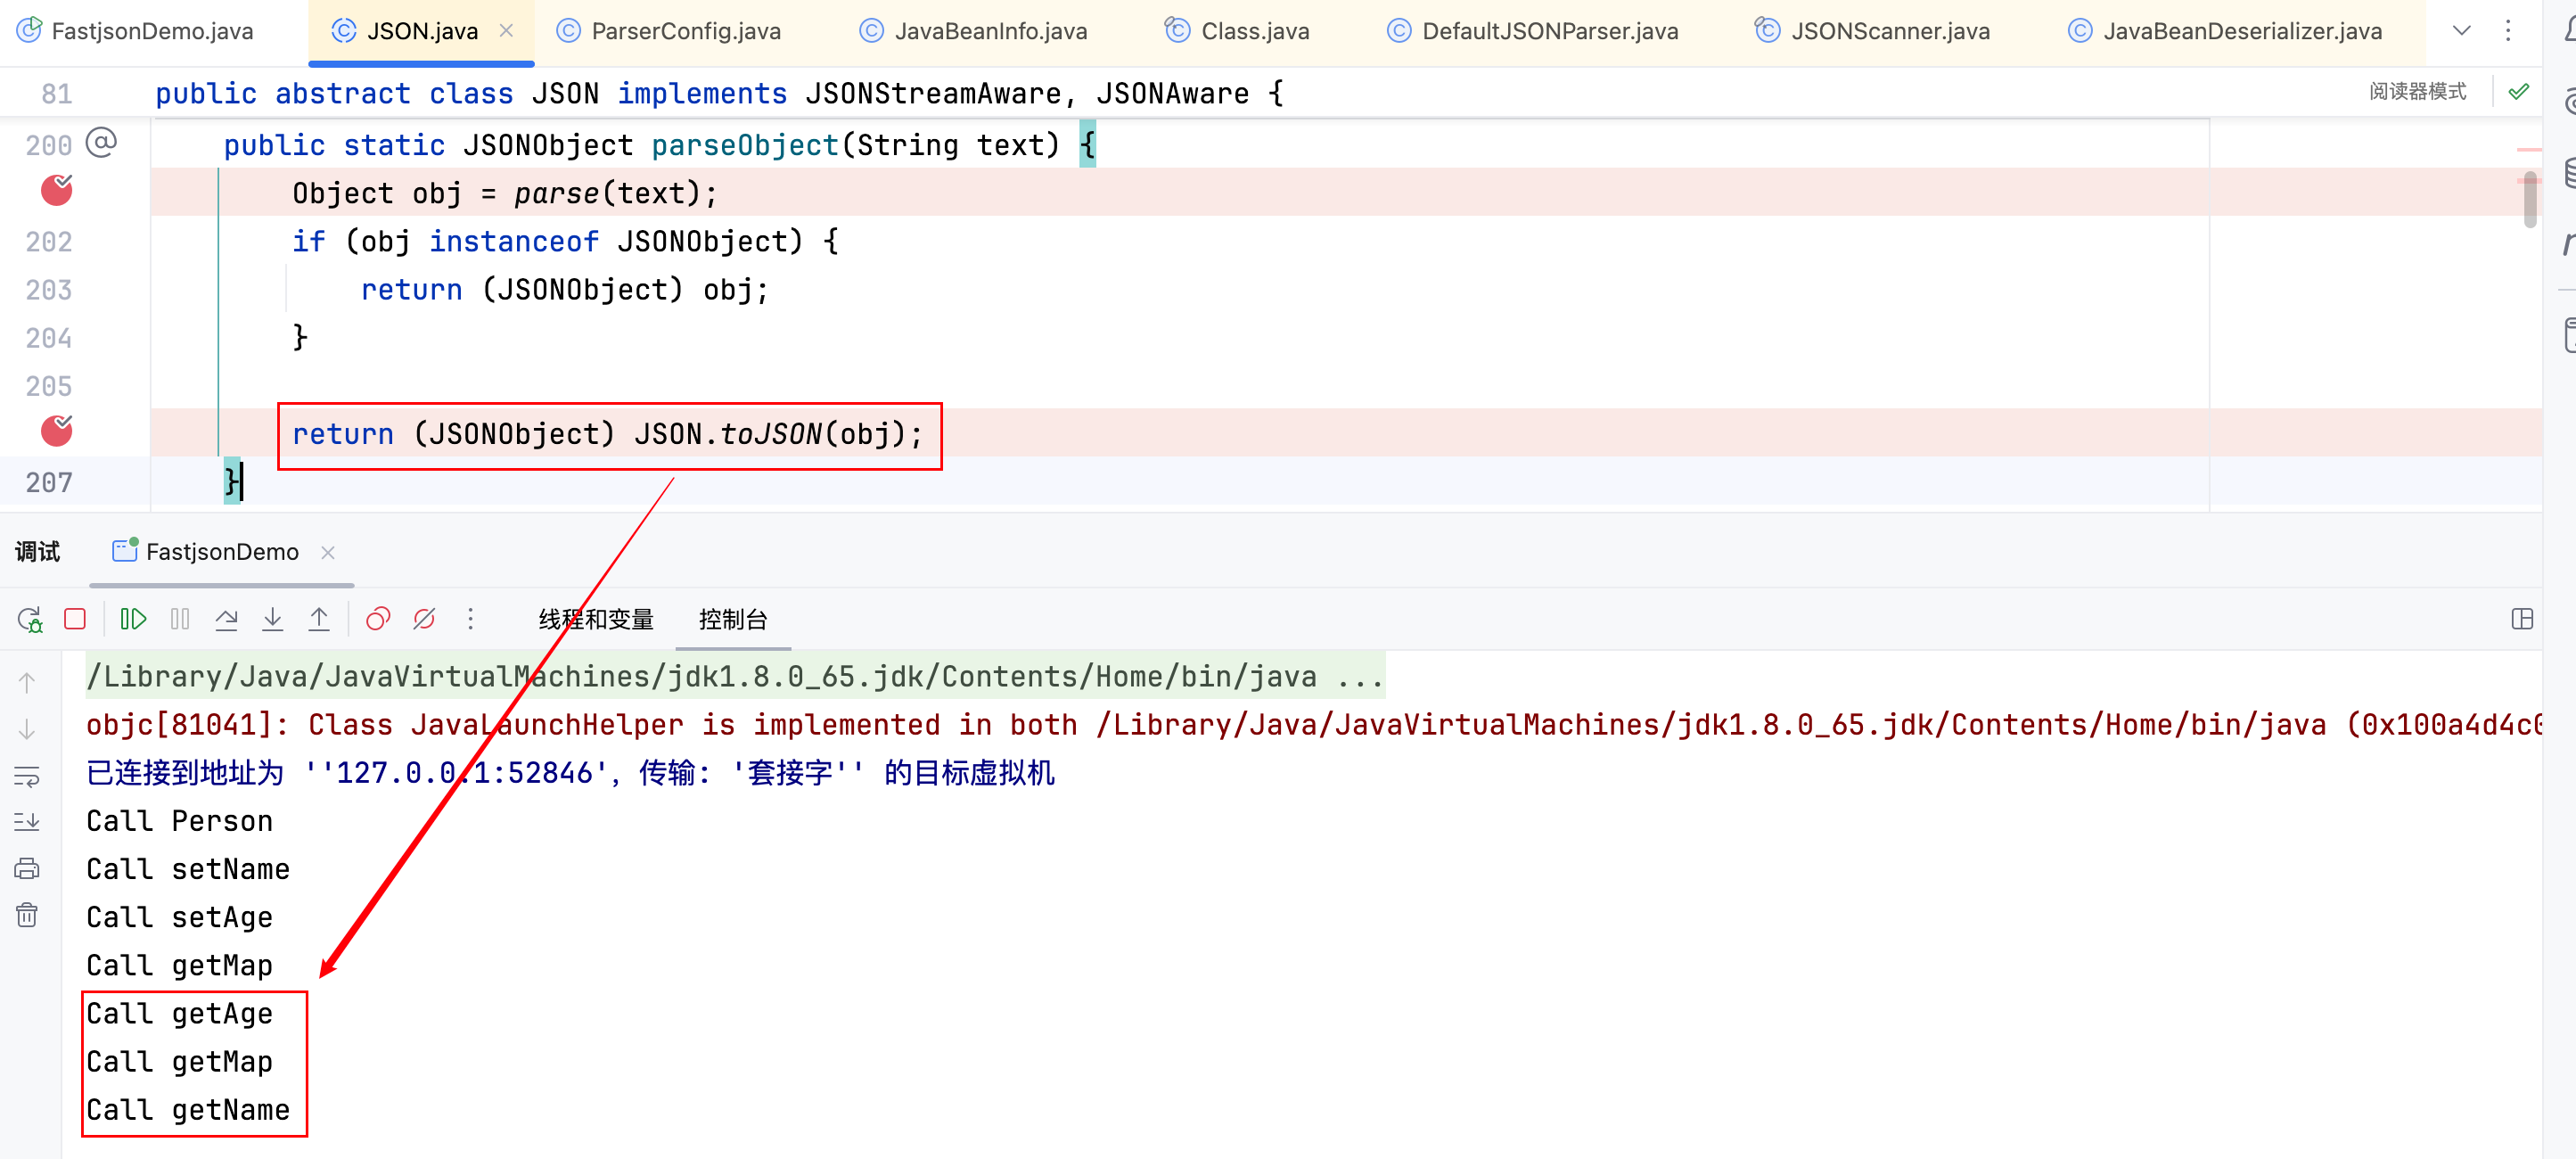 FastjsonDemo.java JSON.java ParserConfig.java JavaBeanInfo.java Class.java DefaultJSONParser.java JSONScanner.java JavaBeanDeserializer.java
81 public abstract class JSON implements JSONStreamAware, JSONAware { 阅读器模式
200 @ public static JSONObject parseObject(String text) {
Object obj = parse(text);
202 if (obj instanceof JSONObject) {
203 return (JSONObject) obj;
204 }
205
return (JSONObject) JSON.toJSON(obj);
207 }
调试 FastjsonDemo
线程和变量 控制台
/Library/Java/JavaVirtualMachines/jdk1.8.0_65.jdk/Contents/Home/bin/java ...
objc[81041]: Class JavaLaunchHelper is implemented in both /Library/Java/JavaVirtualMachines/jdk1.8.0_65.jdk/Contents/Home/bin/java (0x100a4d4c0
已连接到地址为 ''127.0.0.1:52846', 传输: '套接字'' 的目标虚拟机
Call Person
Call setName
Call setAge
Call getMap
Call getAge
Call getMap
Call getName